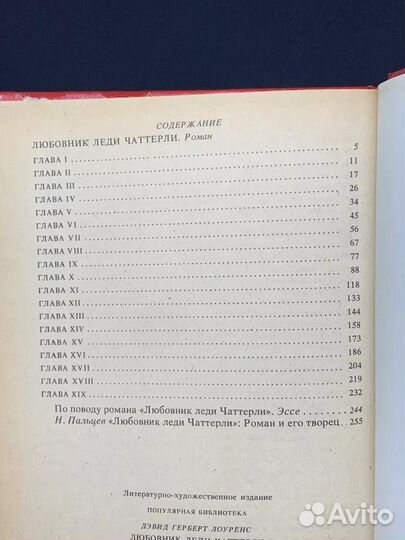 СОДЕРЖАНИЕ
ЛЮБОВНИК ЛЕДИ ЧАТТЕРЛИ. Роман
ГЛАВА I 5
ГЛАВА II 11
ГЛАВА III 17
ГЛАВА IV 26
ГЛАВА V 34
ГЛАВА VI 45
ГЛАВА VII 56
ГЛАВА VIII 67
ГЛАВА IX 77
ГЛАВА X 88
ГЛАВА XI 118
ГЛАВА XII 133
ГЛАВА XIII 144
ГЛАВА XIV 158
ГЛАВА XV 173
ГЛАВА XVI 186
ГЛАВА XVII 204
ГЛАВА XVIII 219
ГЛАВА XIX 232
По поводу романа «Любовник леди Чаттерли». Эссе 244
Н. Пальцев «Любовник леди Чаттерли»: Роман и его творец 255
Литературно-художественное издание
ПОПУЛЯРНАЯ БИБЛИОТЕКА
ДЭВИД ГЕРБЕРТ ЛОУРЕНС
ЛЮБОВНИК ЛЕДИ ЧАТТЕРЛИ
Avito